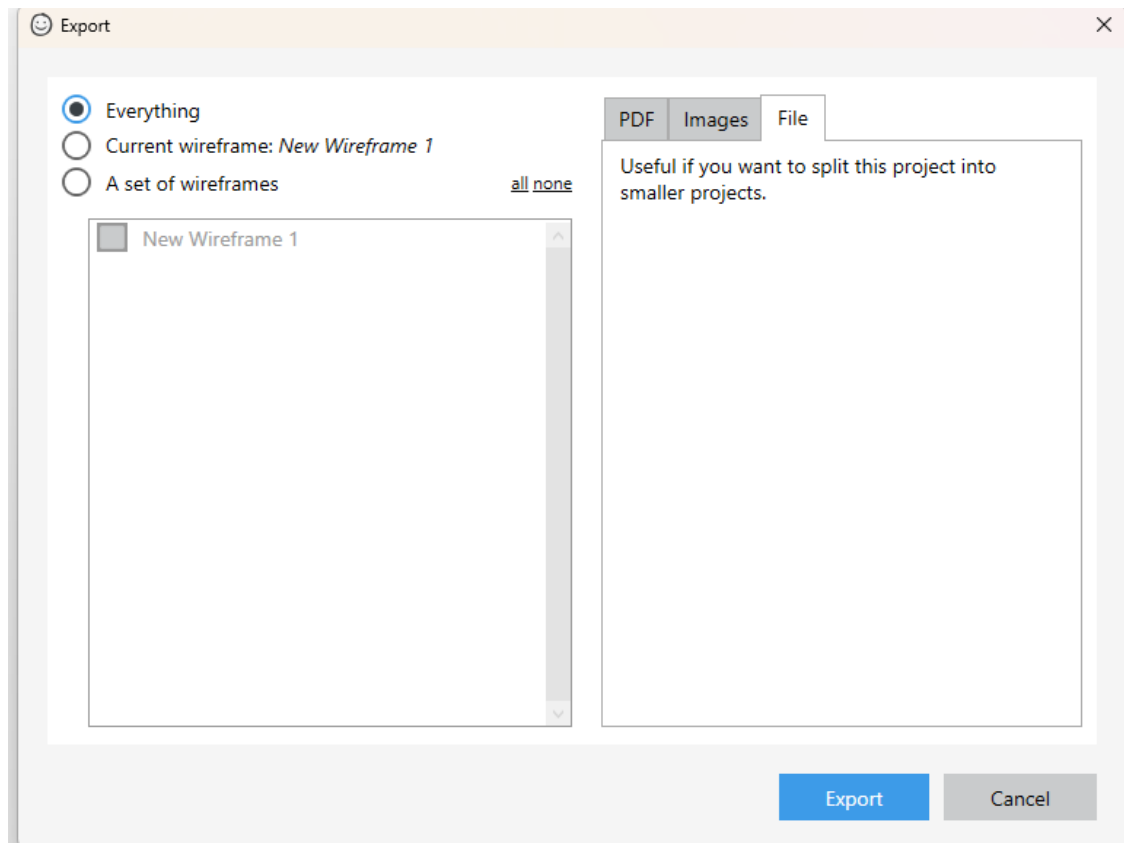 Export
Everything
Current wireframe: New Wireframe 1
A set of wireframes
all none
New Wireframe 1
PDF
Images
File
Useful if you want to split this project into
smaller projects.
Export
Cancel